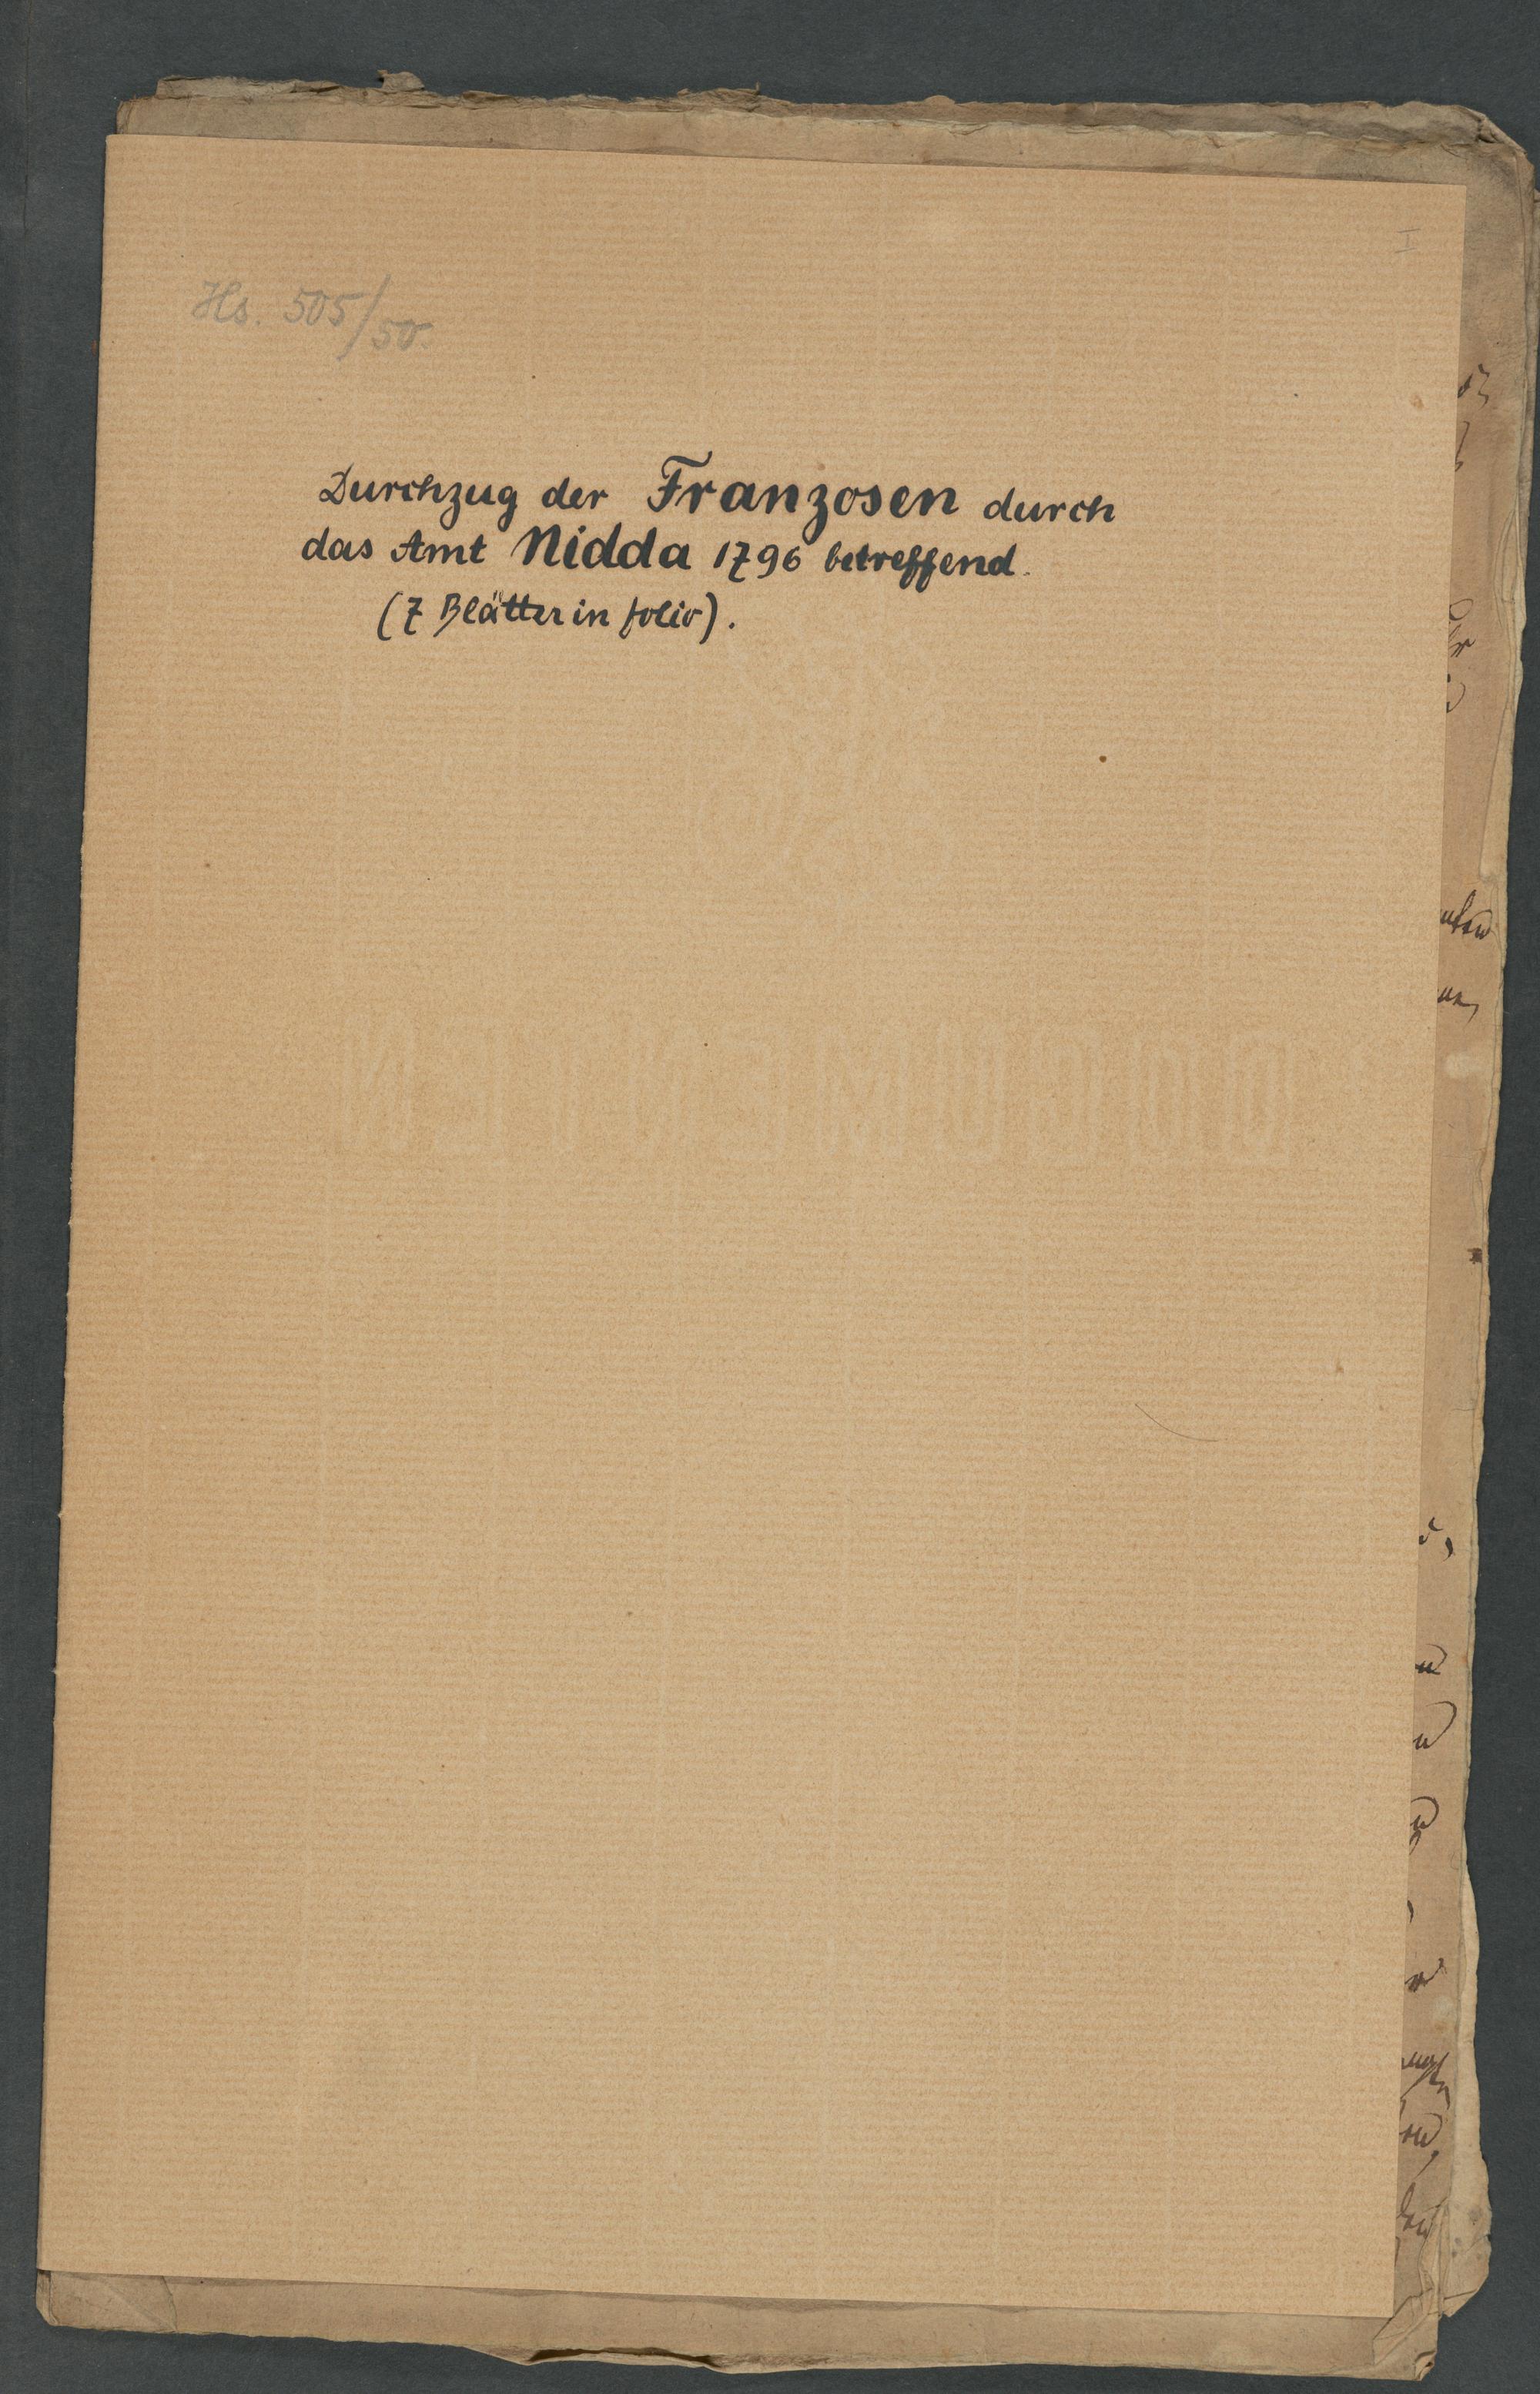 I
Hs. 505/50.
Durchzug der Franzosen durch
das Amt Nidda 1796 betreffend.
(7 Blätter in folio).